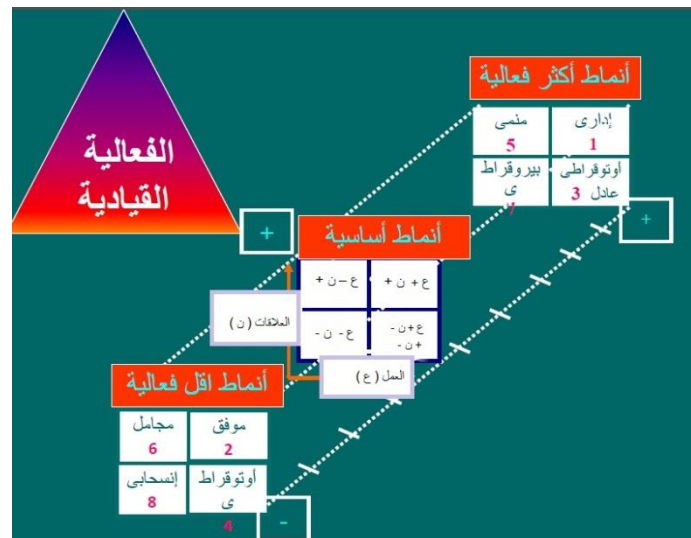 أنماط أكثر فعالية
إدارى
1
منمى
5
أوتوقراطى
عادل 3
بيروقراط
ى
7
الفعالية
القيادية
+
+
أنماط أساسية
ع + ن +
ع – ن +
ع+ن-
+ن-
ع- ن-
العلاقات (ن)
العمل (ع)
أنماط اقل فعالية
موفق
2
مجامل
6
أوتوقراط
ى
4
إنسحابى
8
-